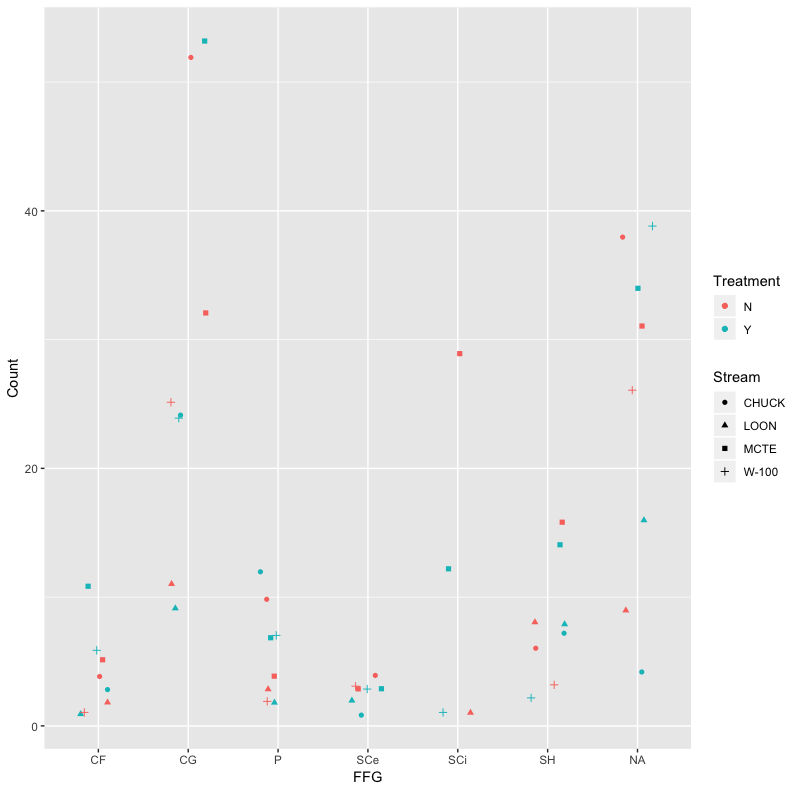 40
20
0
Count
CF CG P SCe SCi SH NA
FFG
Treatment
N
Y
Stream
CHUCK
LOON
MCTE
W-100